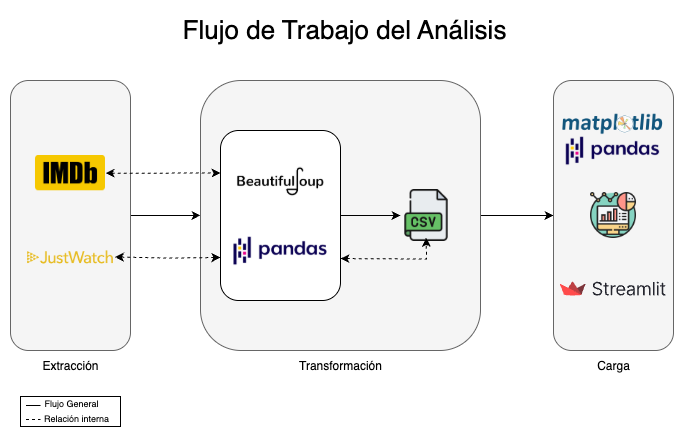 Flujo de Trabajo del Análisis
IMDb
JustWatch
BeautifulSoup
pandas
CSV
matplotlib
pandas
Streamlit
Extracción
Transformación
Carga
Flujo General
Relación interna